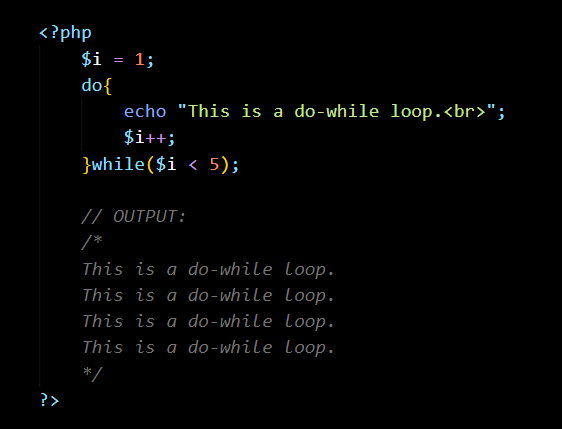 <?php
    $i = 1;
    do{
        echo "This is a do-while loop.<br>";
        $i++;
    }while($i < 5);

    // OUTPUT:
    /*
    This is a do-while loop.
    This is a do-while loop.
    This is a do-while loop.
    This is a do-while loop.
    */
?>